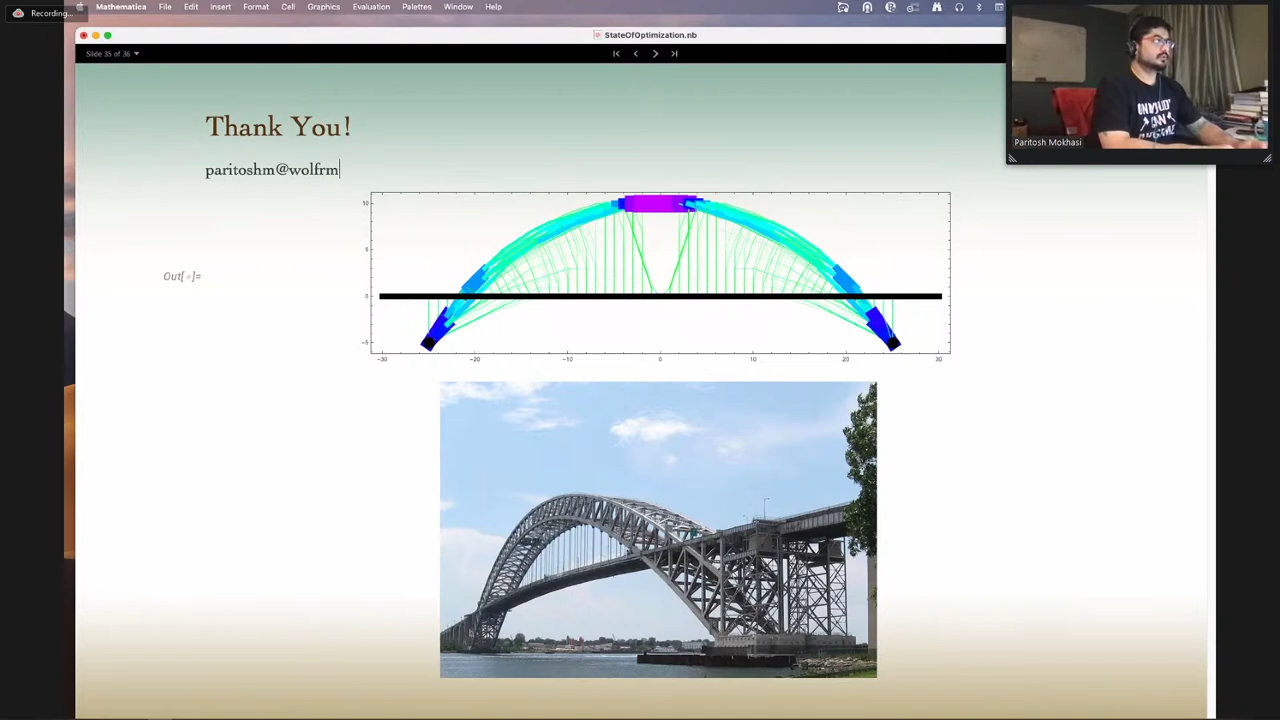 Recording...
Mathematica File Edit Insert Format Cell Graphics Evaluation Palettes Window Help
StateOfOptimization.nb
Slide 35 of 36
Thank You!
paritoshm@wolfrm
Out[ ]=
10
5
0
−5
−30 −20 −10 0 10 20 30
Paritosh Mokhasi